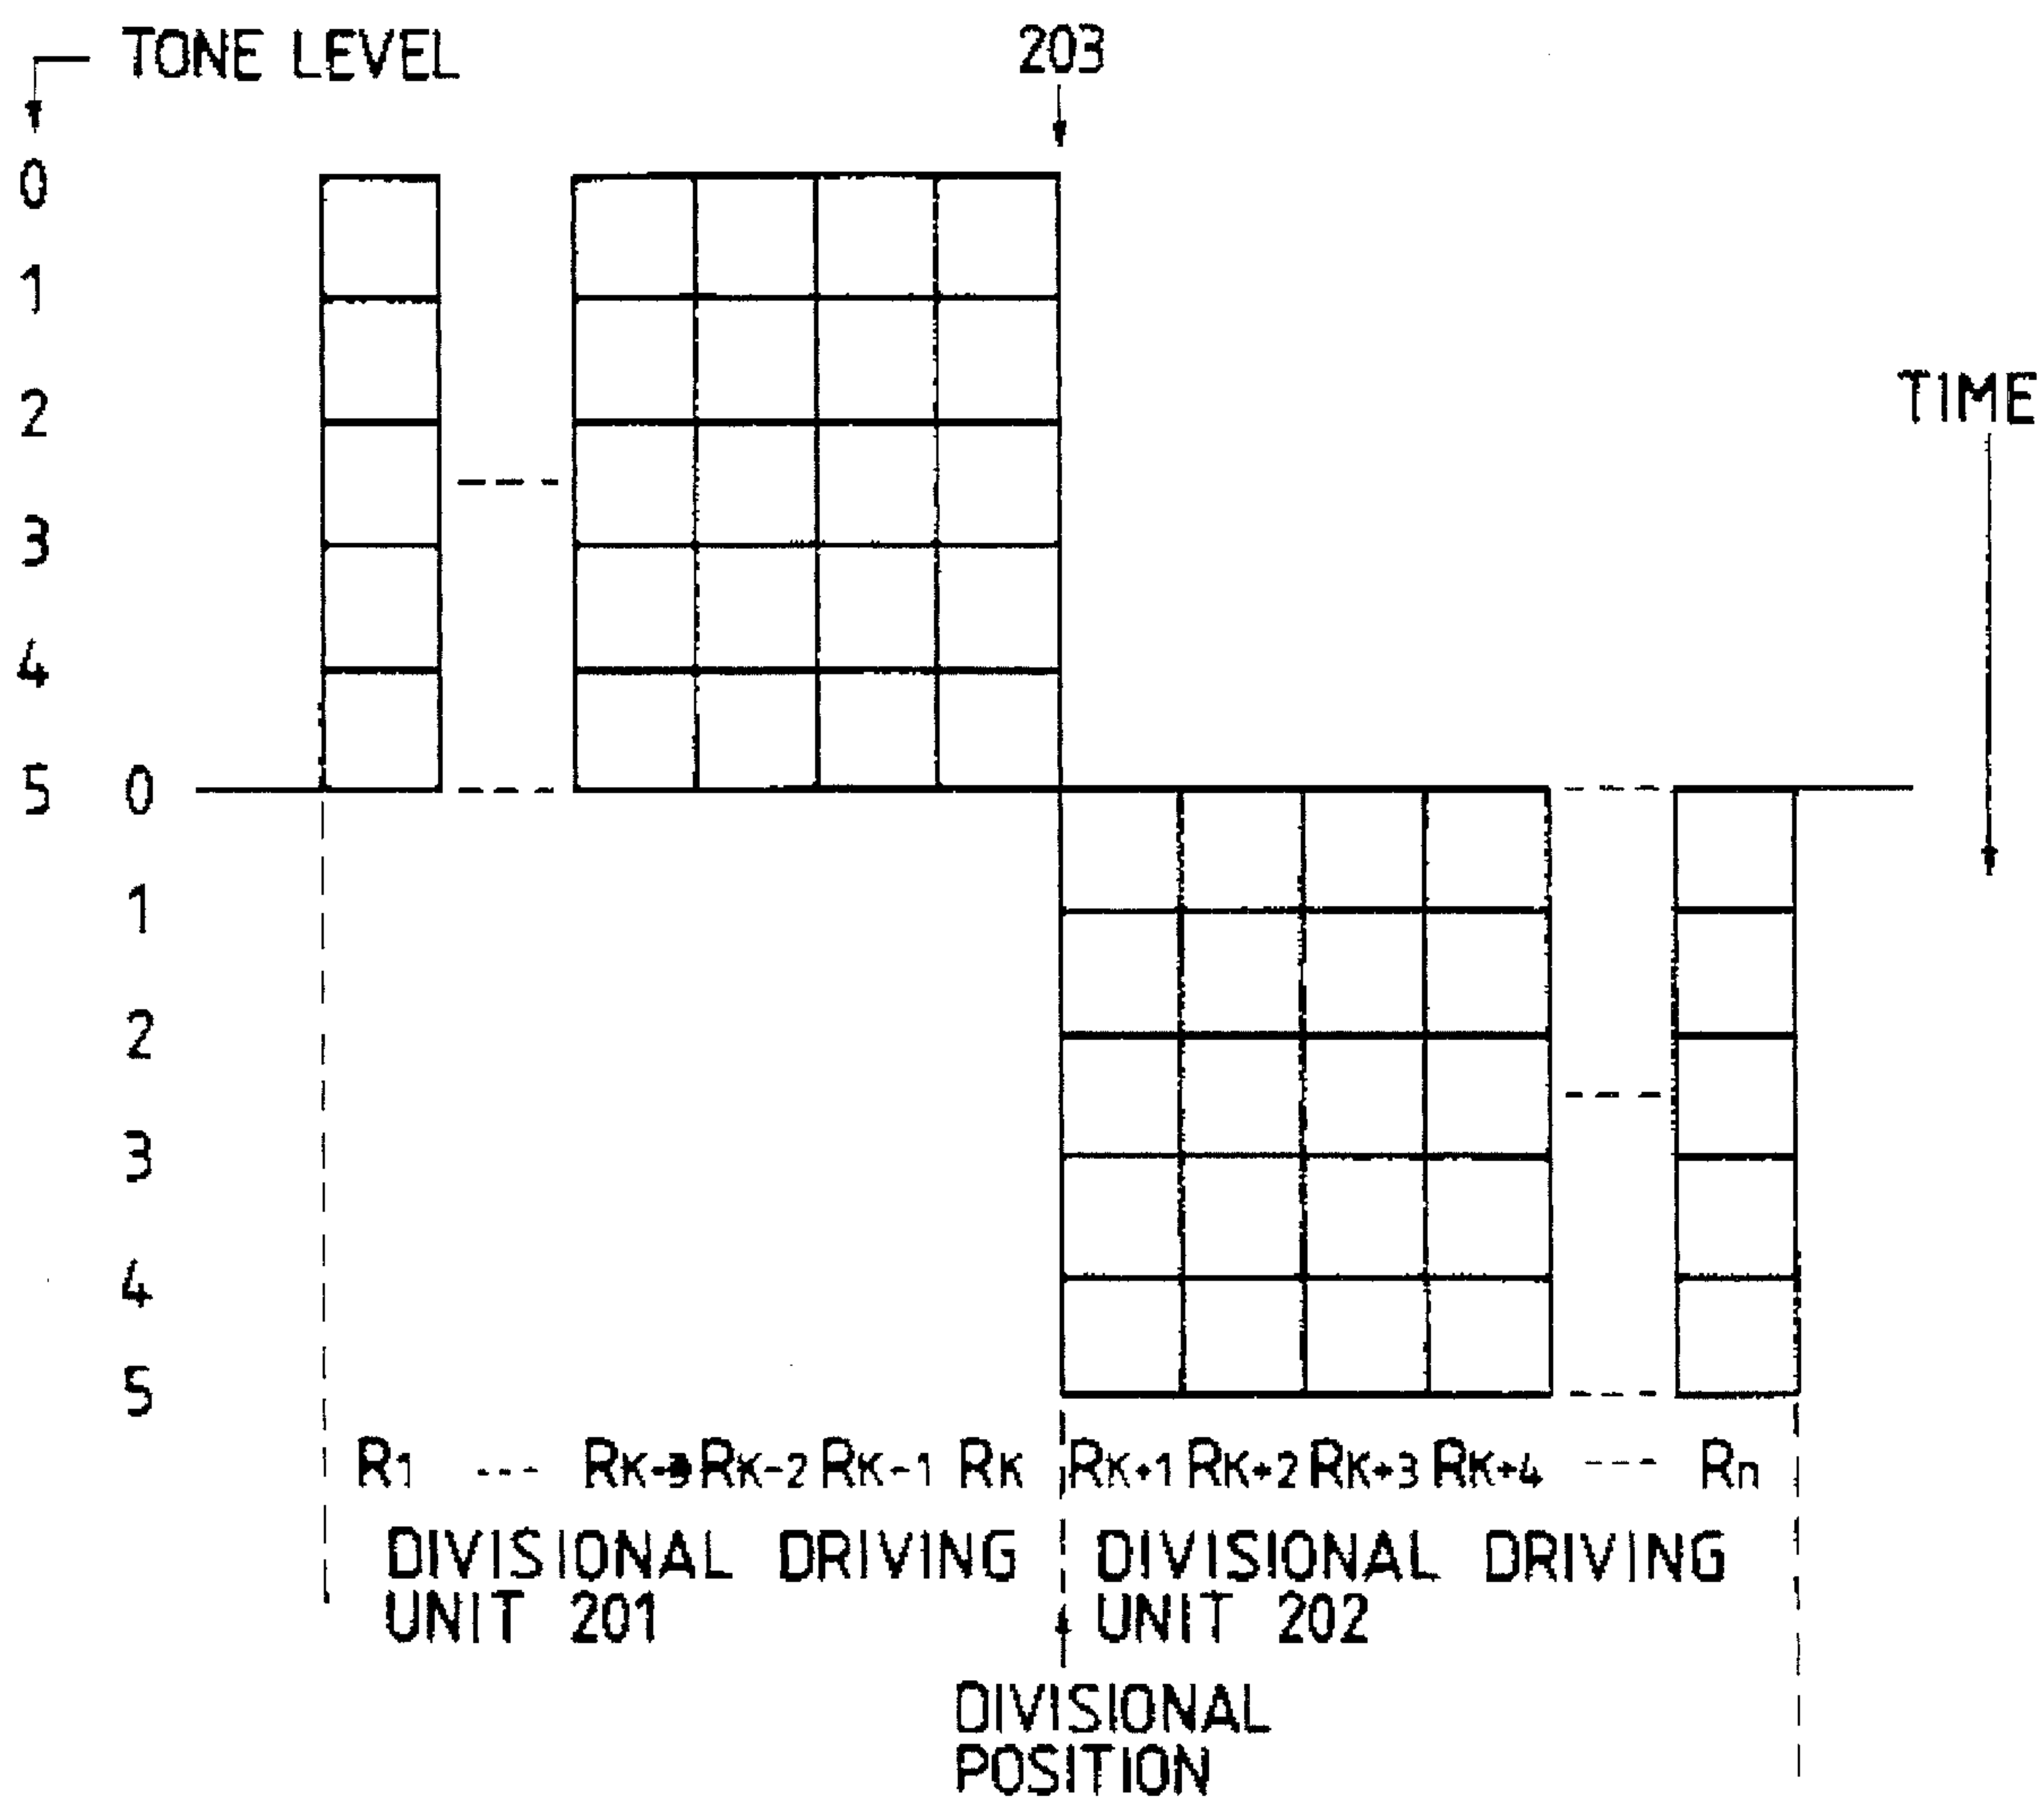 TONE LEVEL
203
0
1
2
TIME
3
4
5 0
1
2
3
4
5
R1 --- RK-3 RK-2 RK-1 RK RK+1 RK+2 RK+3 RK+4 --- Rn
DIVISIONAL DRIVING
UNIT 201
DIVISIONAL DRIVING
UNIT 202
DIVISIONAL
POSITION